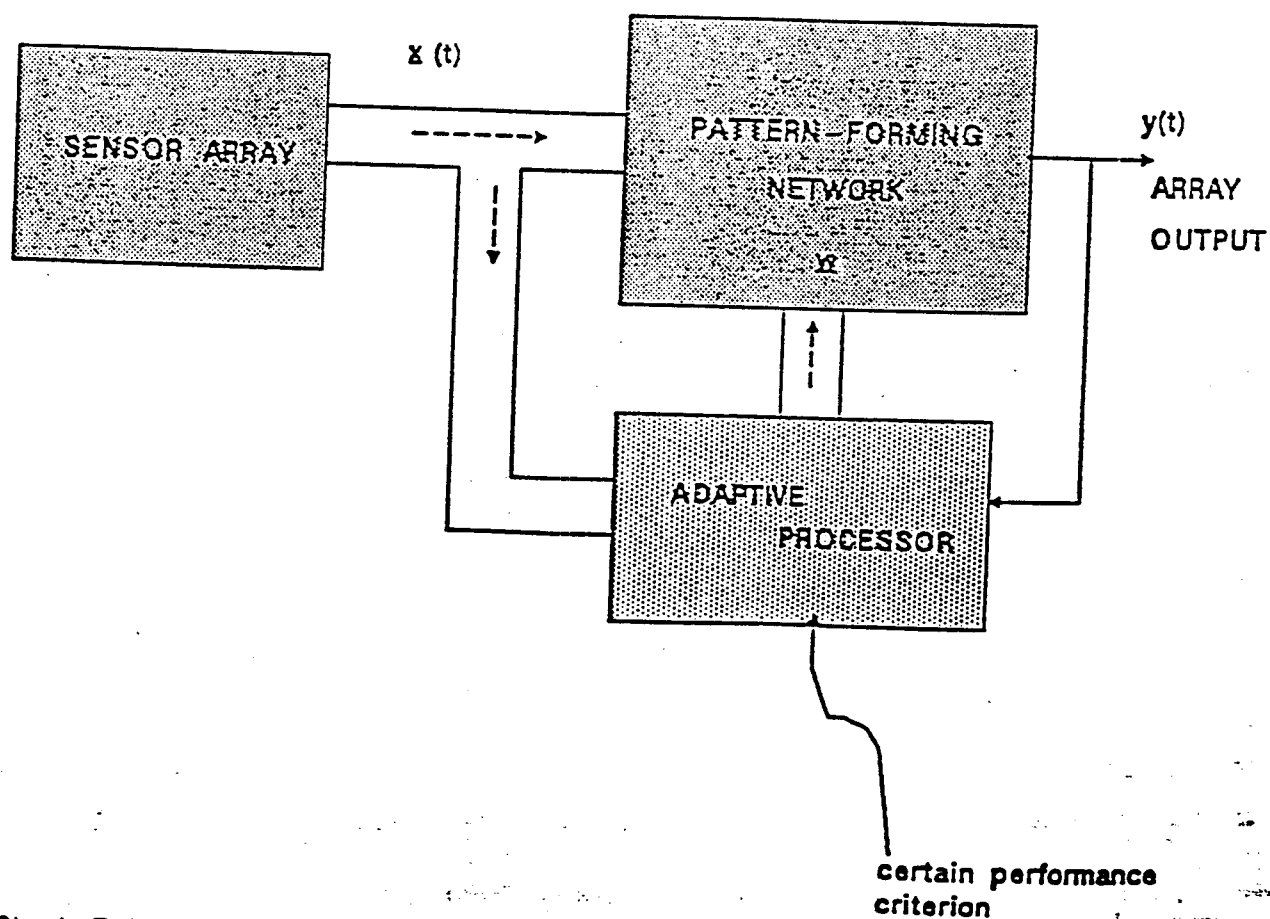 x (t)
SENSOR ARRAY
PATTERN-FORMING
NETWORK
w
y(t)
ARRAY
OUTPUT
ADAPTIVE
PROCESSOR
certain performance
criterion